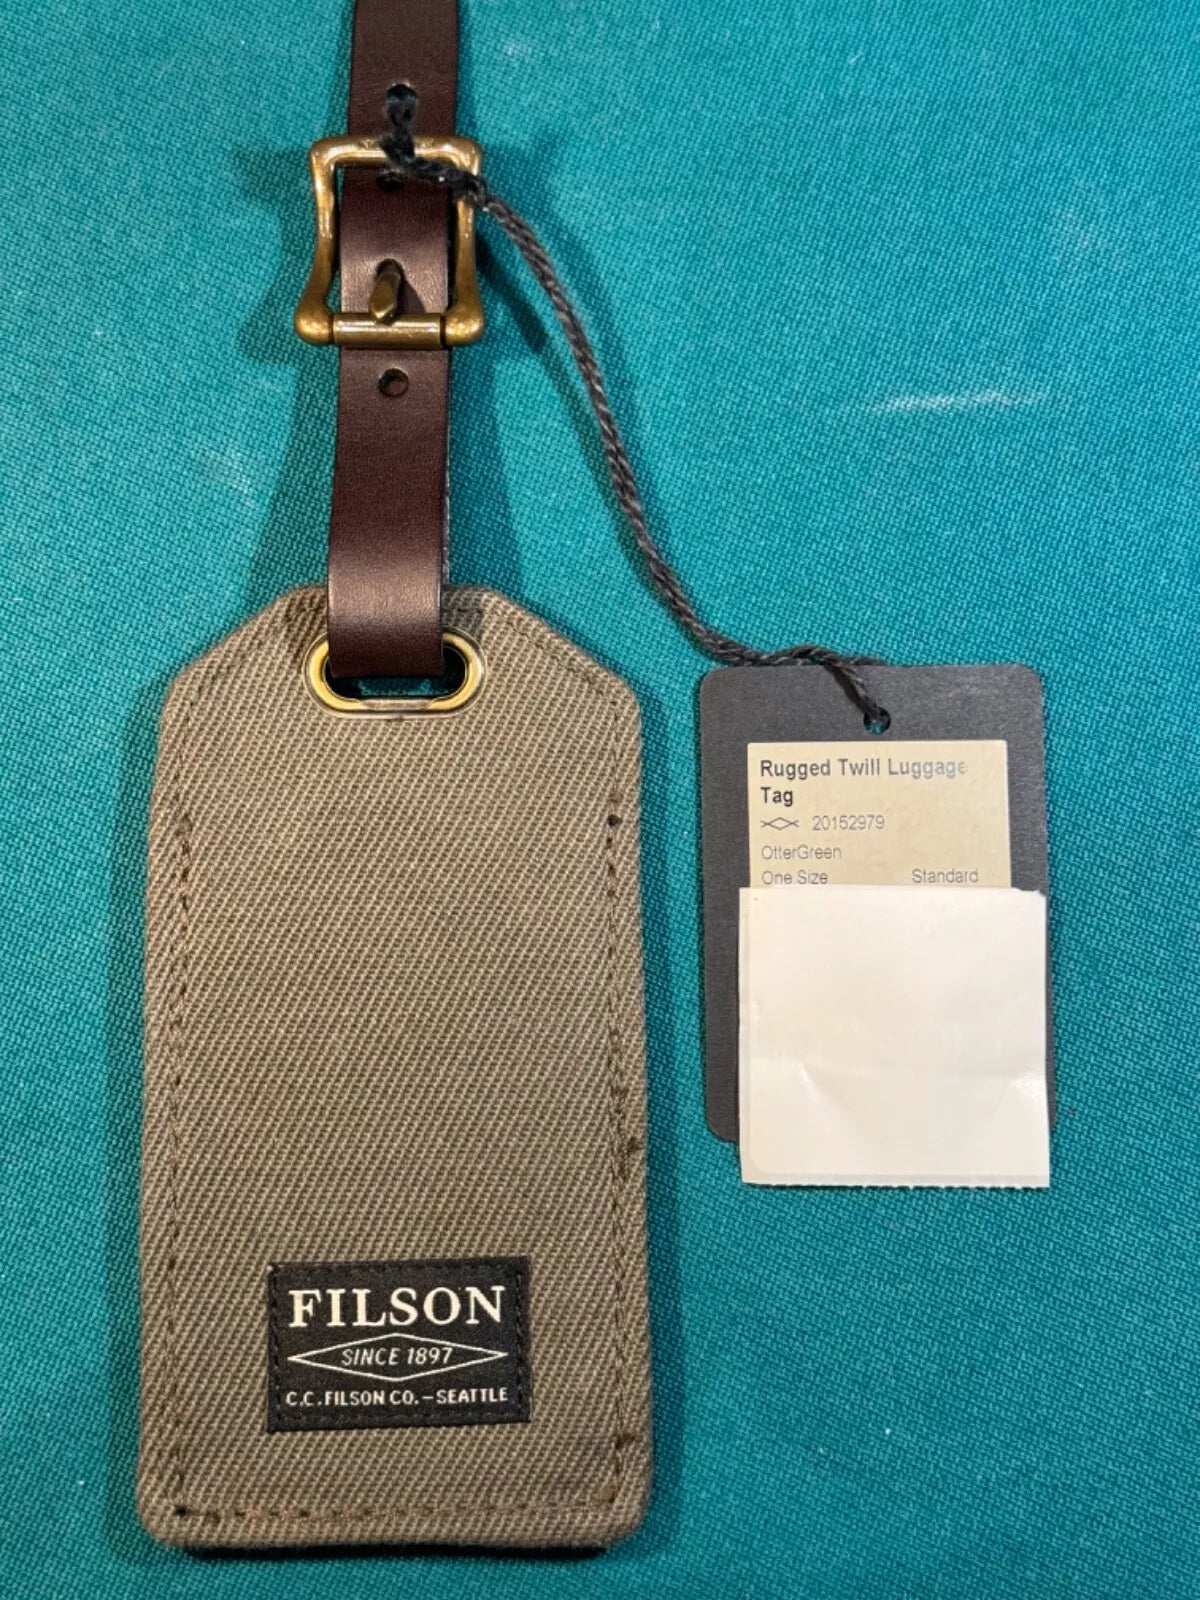 Rugged Twill Luggage
Tag
20152979
OtterGreen
One Size Standard
FILSON
SINCE 1897
C.C. FILSON CO.–SEATTLE